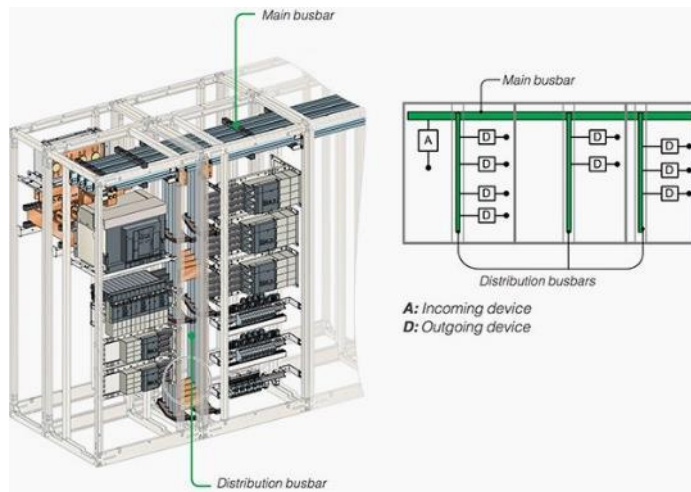 Main busbar
Main busbar
A
D
D
D
D
D
D
D
D
D
Distribution busbars
A: Incoming device
D: Outgoing device
Distribution busbar